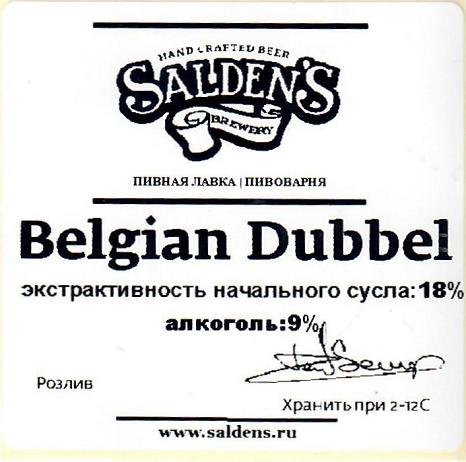 HAND CRAFTED BEER
SALDEN'S
BREWERY
ПИВНАЯ ЛАВКА | ПИВОВАРНЯ
Belgian Dubbel
экстрактивность начального сусла:18%
алкоголь:9%
Розлив
Хранить при 2-12С
www.saldens.ru